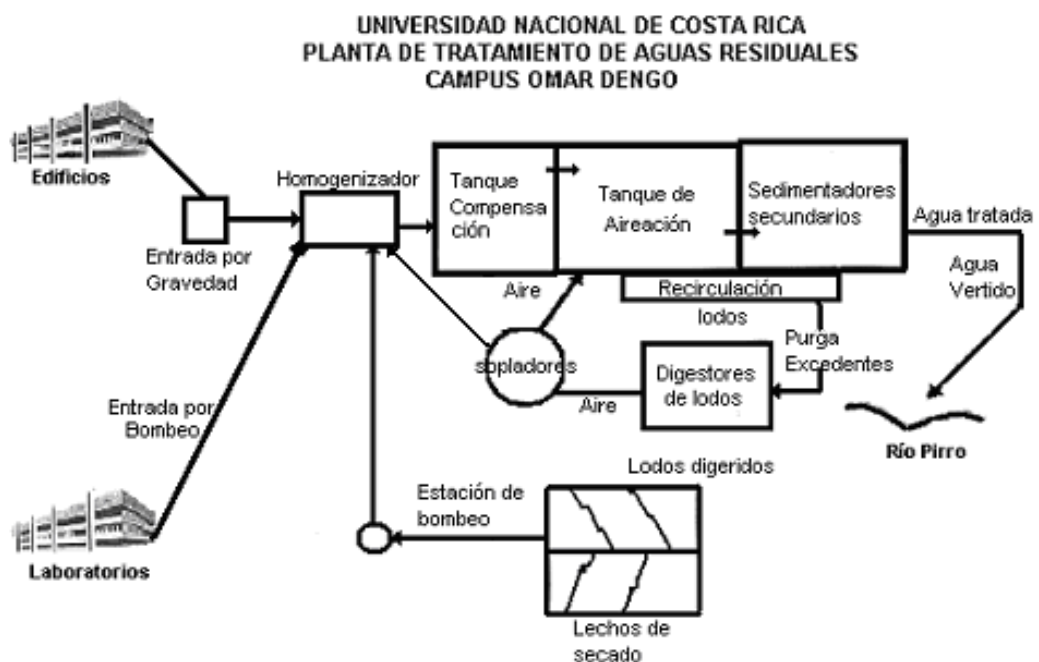 UNIVERSIDAD NACIONAL DE COSTA RICA
PLANTA DE TRATAMIENTO DE AGUAS RESIDUALES
CAMPUS OMAR DENGO
Edificios
Entrada por
Gravedad
Homogenizador
Tanque
Compensa
ción
Tanque de
Aireación
Sedimentadores
secundarios
Agua tratada
Agua
Vertido
Río Pirro
Aire
Recirculación
lodos
Purga
Excedentes
sopladores
Aire
Digestores
de lodos
Entrada por
Bombeo
Laboratorios
Estación de
bombeo
Lodos digeridos
Lechos de
secado